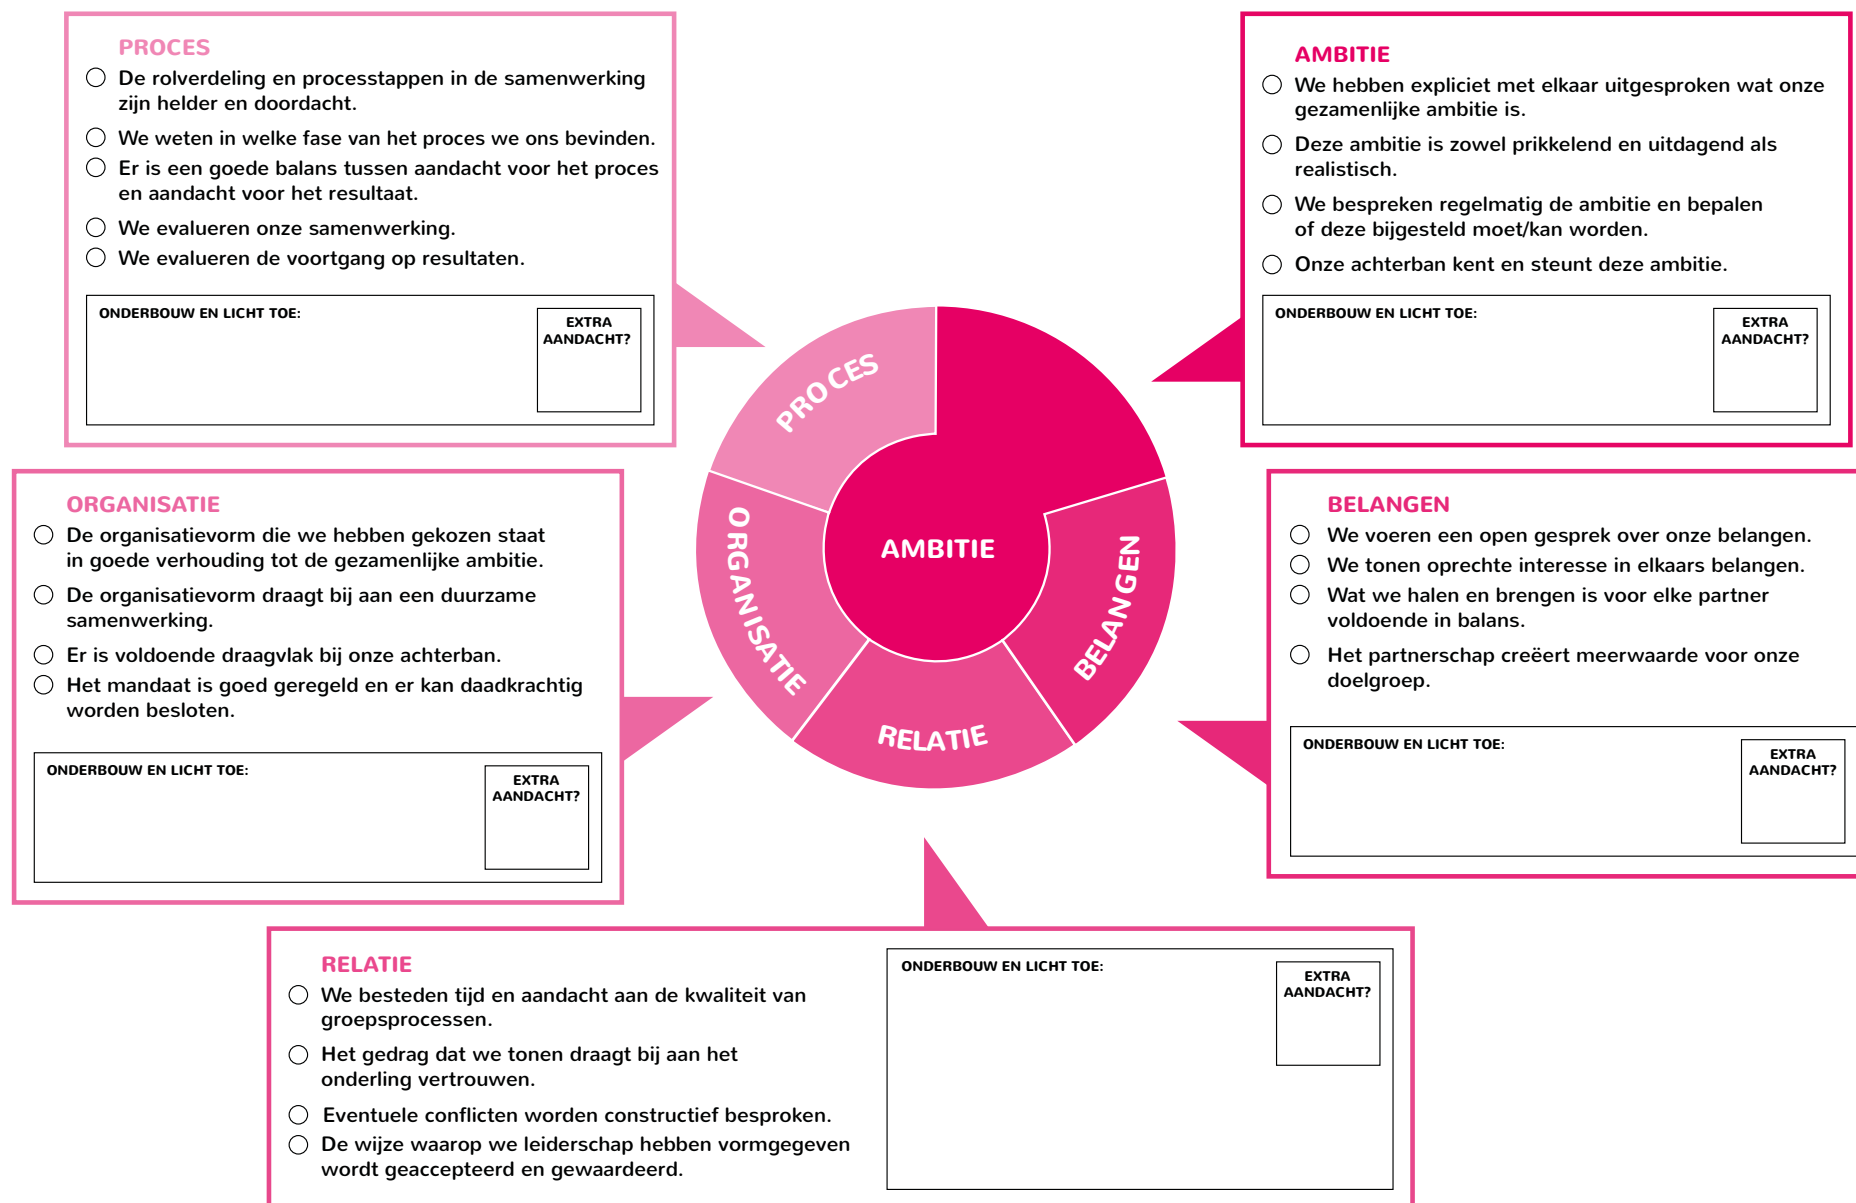 PROCES
De rolverdeling en processtappen in de samenwerking
zijn helder en doordacht.
We weten in welke fase van het proces we ons bevinden.
Er is een goede balans tussen aandacht voor het proces
en aandacht voor het resultaat.
We evalueren onze samenwerking.
We evalueren de voortgang op resultaten.
ONDERBOUW EN LICHT TOE:
EXTRA
AANDACHT?
AMBITIE
We hebben expliciet met elkaar uitgesproken wat onze
gezamenlijke ambitie is.
Deze ambitie is zowel prikkelend en uitdagend als
realistisch.
We bespreken regelmatig de ambitie en bepalen
of deze bijgesteld moet/kan worden.
Onze achterban kent en steunt deze ambitie.
ONDERBOUW EN LICHT TOE:
EXTRA
AANDACHT?
PROCES
ORGANISATIE
AMBITIE
BELANGEN
RELATIE
ORGANISATIE
De organisatievorm die we hebben gekozen staat
in goede verhouding tot de gezamenlijke ambitie.
De organisatievorm draagt bij aan een duurzame
samenwerking.
Er is voldoende draagvlak bij onze achterban.
Het mandaat is goed geregeld en er kan daadkrachtig
worden besloten.
ONDERBOUW EN LICHT TOE:
EXTRA
AANDACHT?
BELANGEN
We voeren een open gesprek over onze belangen.
We tonen oprechte interesse in elkaars belangen.
Wat we halen en brengen is voor elke partner
voldoende in balans.
Het partnerschap creëert meerwaarde voor onze
doelgroep.
ONDERBOUW EN LICHT TOE:
EXTRA
AANDACHT?
RELATIE
We besteden tijd en aandacht aan de kwaliteit van
groepsprocessen.
Het gedrag dat we tonen draagt bij aan het
onderling vertrouwen.
Eventuele conflicten worden constructief besproken.
De wijze waarop we leiderschap hebben vormgegeven
wordt geaccepteerd en gewaardeerd.
ONDERBOUW EN LICHT TOE:
EXTRA
AANDACHT?